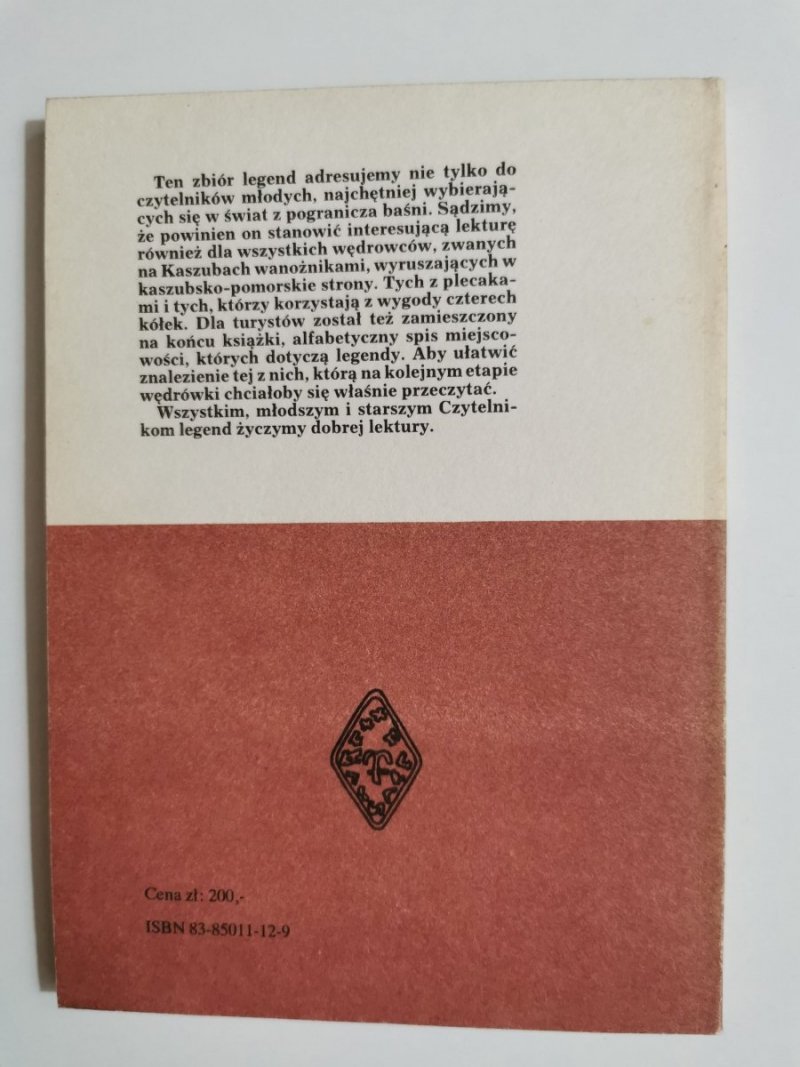 Ten zbiór legend adresujemy nie tylko do
czytelników młodych, najchętniej wybierają-
cych się w świat z pogranicza baśni. Sądzimy,
że powinien on stanowić interesującą lekturę
również dla wszystkich wędrowców, zwanych
na Kaszubach wanożnikami, wyruszających w
kaszubsko-pomorskie strony. Tych z plecaka-
mi i tych, którzy korzystają z wygody czterech
kółek. Dla turystów został też zamieszczony
na końcu książki, alfabetyczny spis miejsco-
wości, których dotyczą legendy. Aby ułatwić
znalezienie tej z nich, którą na kolejnym etapie
wędrówki chciałoby się właśnie przeczytać.
Wszystkim, młodszym i starszym Czytelni-
kom legend życzymy dobrej lektury.
Cena zł: 200,-
ISBN 83-85011-12-9